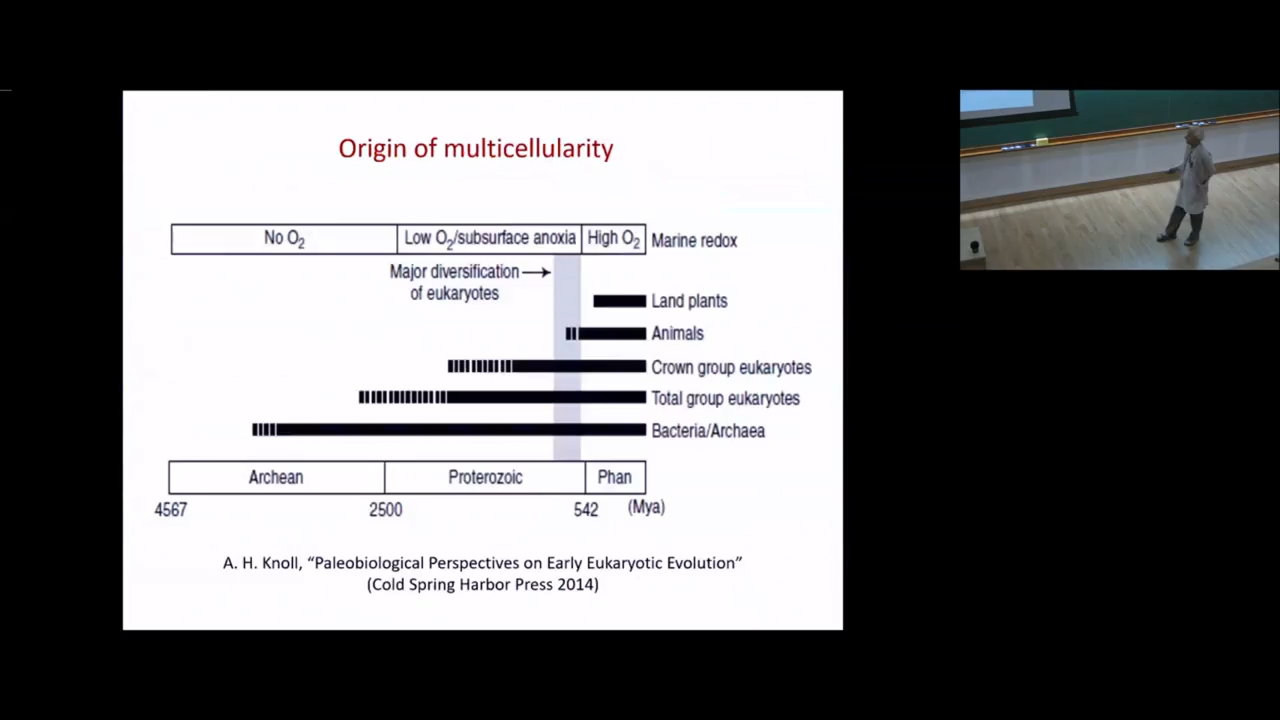 Origin of multicellularity
No O2
Low O2/subsurface anoxia
High O2
Marine redox
Major diversification
of eukaryotes
Land plants
Animals
Crown group eukaryotes
Total group eukaryotes
Bacteria/Archaea
Archean
Proterozoic
Phan
4567
2500
542
(Mya)
A. H. Knoll, “Paleobiological Perspectives on Early Eukaryotic Evolution”
(Cold Spring Harbor Press 2014)